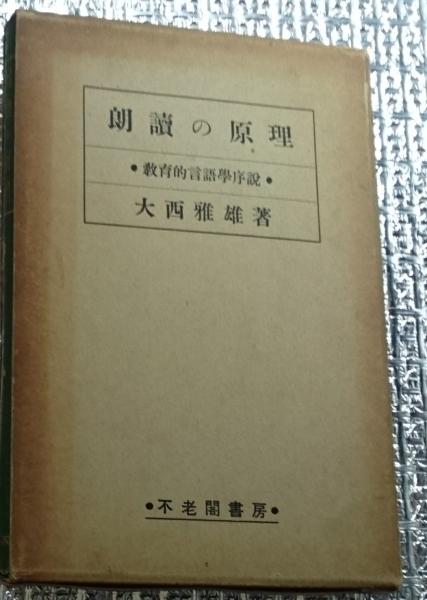 朗讀の原理
•教育的言語學序說•
大西雅雄著
•不老閣書房•